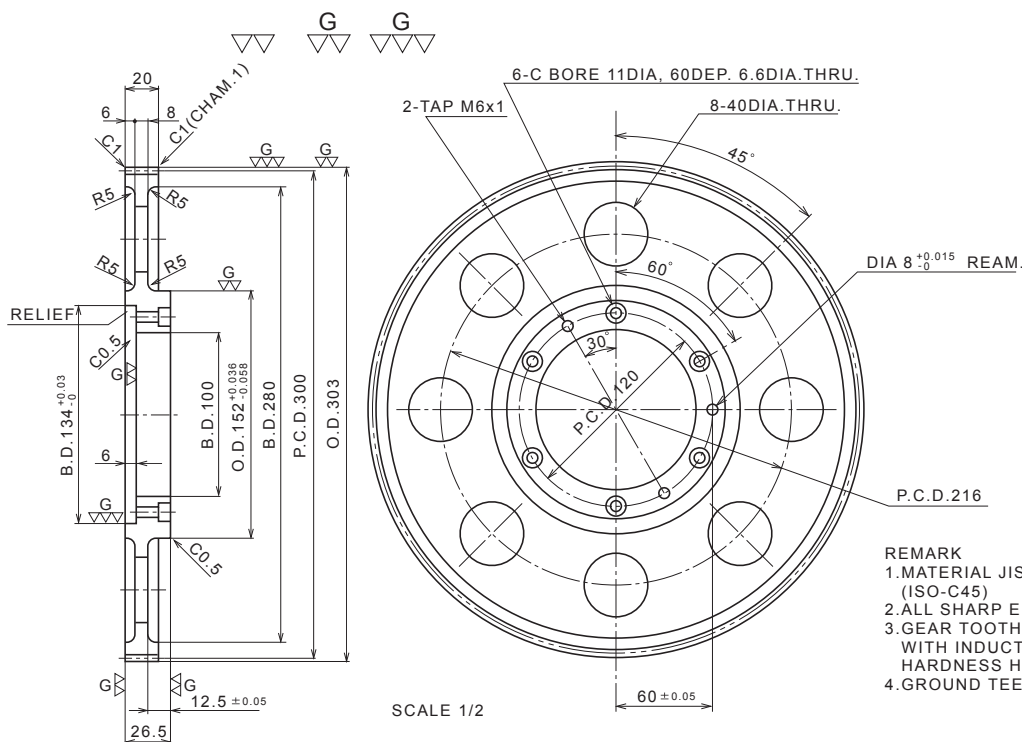 G G
20
6 8
C1 C1(CHAM.1)
G G
R5 R5
R5 R5
G
RELIEF
C0.5
G
B.D.134 +0.03 -0
6
B.D.100
O.D.152 +0.036 -0.058
B.D.280
P.C.D.300
O.D.303
G
C0.5
G G
12.5 ±0.05
26.5
SCALE 1/2
6-C BORE 11DIA, 60DEP. 6.6DIA.THRU.
2-TAP M6x1
8-40DIA.THRU.
45°
60°
DIA 8 +0.015 -0 REAM.
30°
P.C.D.120
P.C.D.216
60 ±0.05
REMARK
1.MATERIAL JIS
(ISO-C45)
2.ALL SHARP E
3.GEAR TOOTH
WITH INDUCT
HARDNESS H
4.GROUND TEE